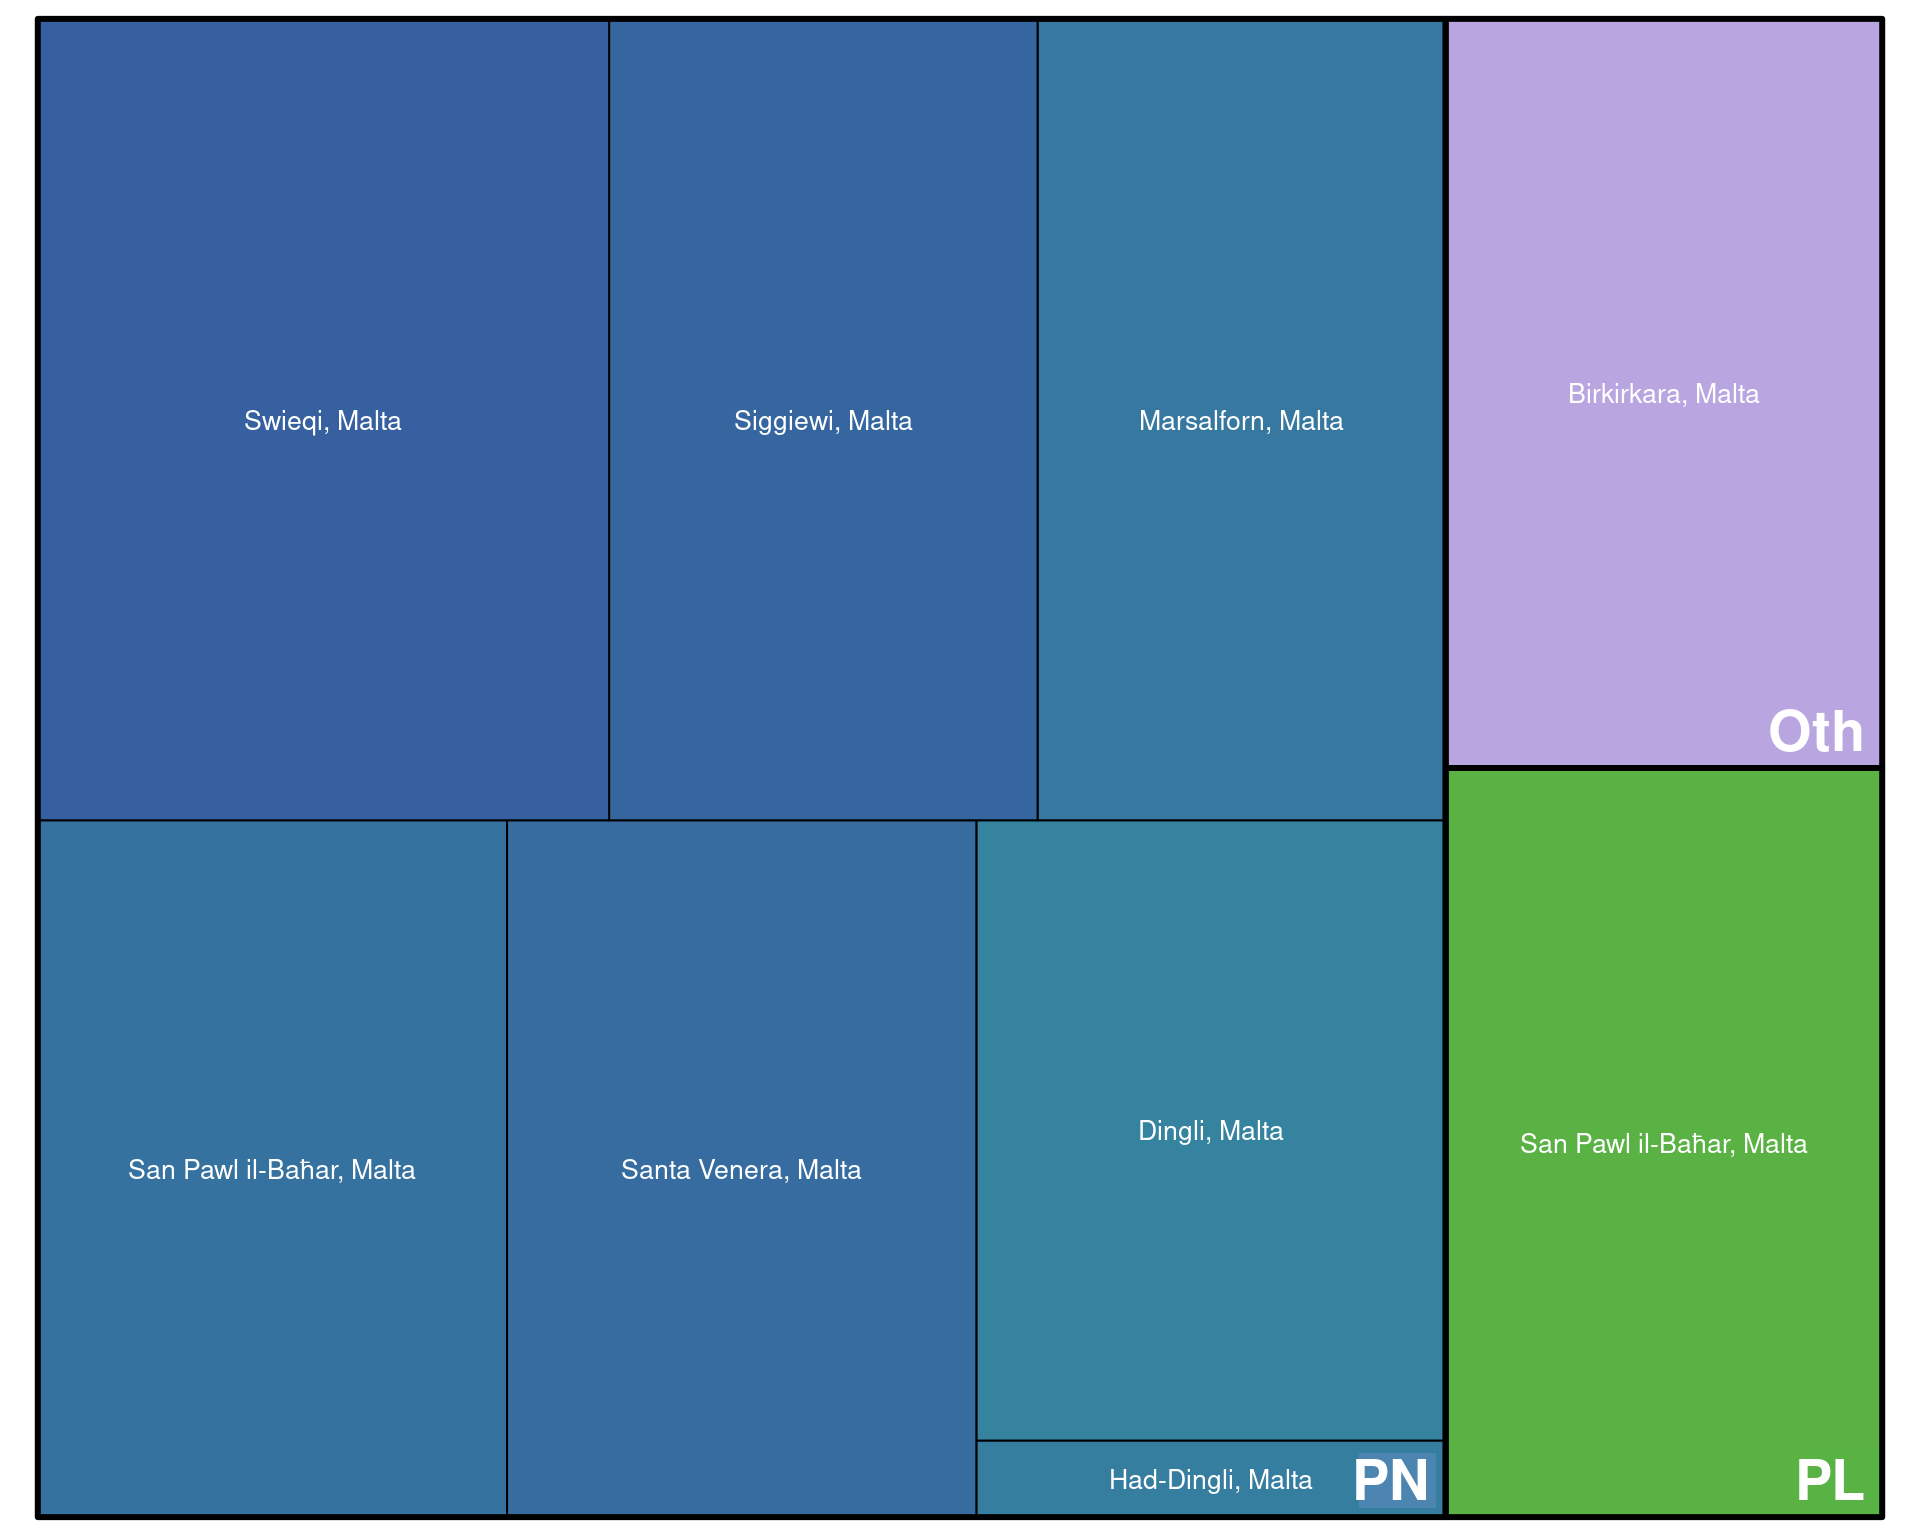 Swieqi, Malta
Siggiewi, Malta
Marsalforn, Malta
Birkirkara, Malta
Oth
San Pawl il-Baħar, Malta
Santa Venera, Malta
Dingli, Malta
San Pawl il-Baħar, Malta
Had-Dingli, Malta
PN
PL